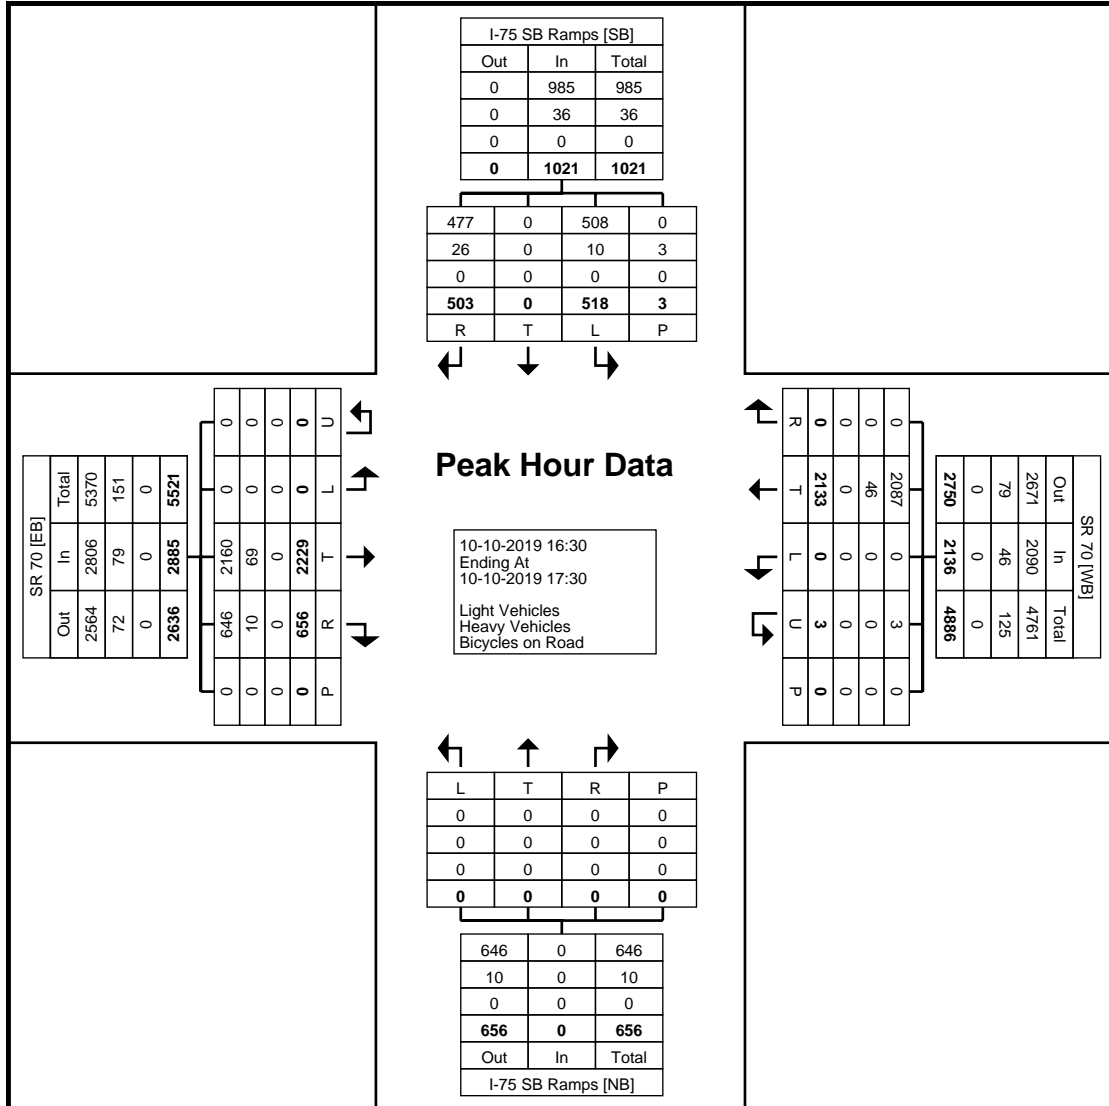 I-75 SB Ramps [SB]
Out In Total
0 985 985
0 36 36
0 0 0
0 1021 1021
477 0 508 0
26 0 10 3
0 0 0 0
503 0 518 3
R T L P
SR 70 [EB]
Total In Out
5370 2806 2564
151 79 72
0 0 0
5521 2885 2636
0 0 2160 646 0
0 0 69 10 0
0 0 0 0 0
0 0 2229 656 0
U L T R P
Peak Hour Data
10-10-2019 16:30
Ending At
10-10-2019 17:30
Light Vehicles
Heavy Vehicles
Bicycles on Road
SR 70 [WB]
Out In Total
2671 2090 4761
79 46 125
0 0 0
2750 2136 4886
0 2087 0 3 0
0 46 0 0 0
0 0 0 0 0
0 2133 0 3 0
R T L U P
L T R P
0 0 0 0
0 0 0 0
0 0 0 0
0 0 0 0
646 0 646
10 0 10
0 0 0
656 0 656
Out In Total
I-75 SB Ramps [NB]